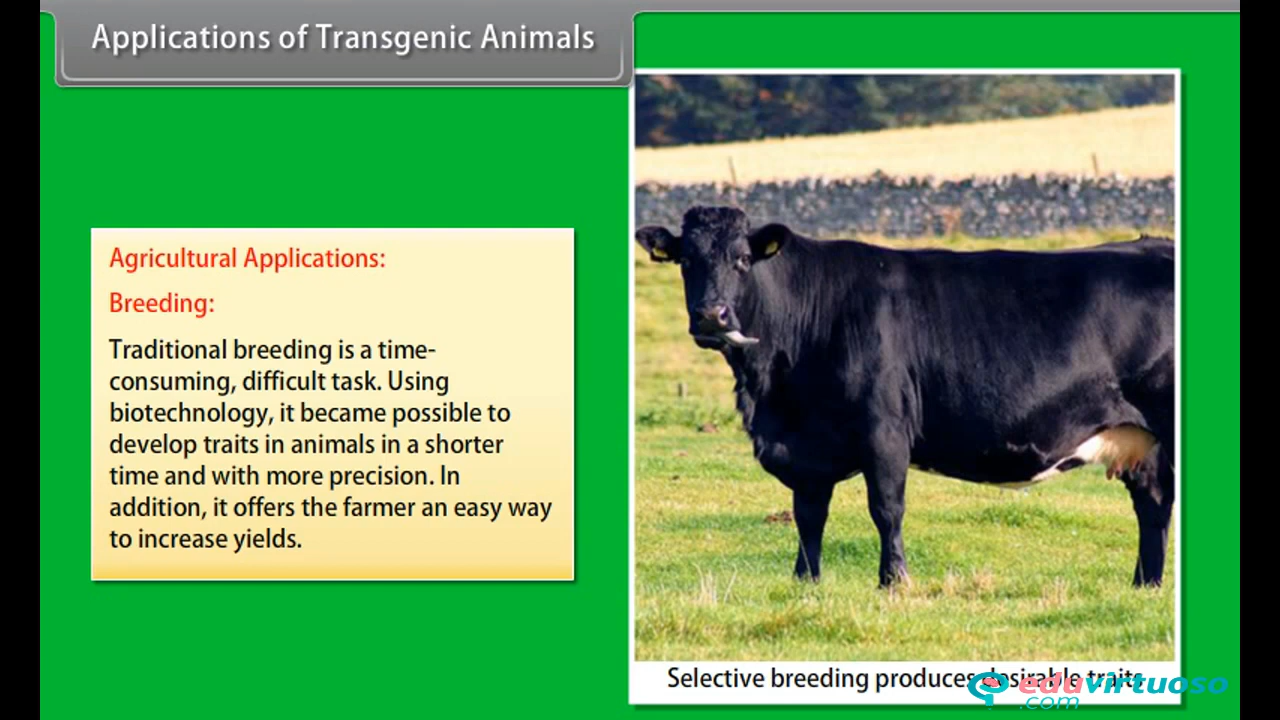 Applications of Transgenic Animals
Agricultural Applications:
Breeding:
Traditional breeding is a time-
consuming, difficult task. Using
biotechnology, it became possible to
develop traits in animals in a shorter
time and with more precision. In
addition, it offers the farmer an easy way
to increase yields.
Selective breeding produces desirable traits
eduvirtuoso
.com